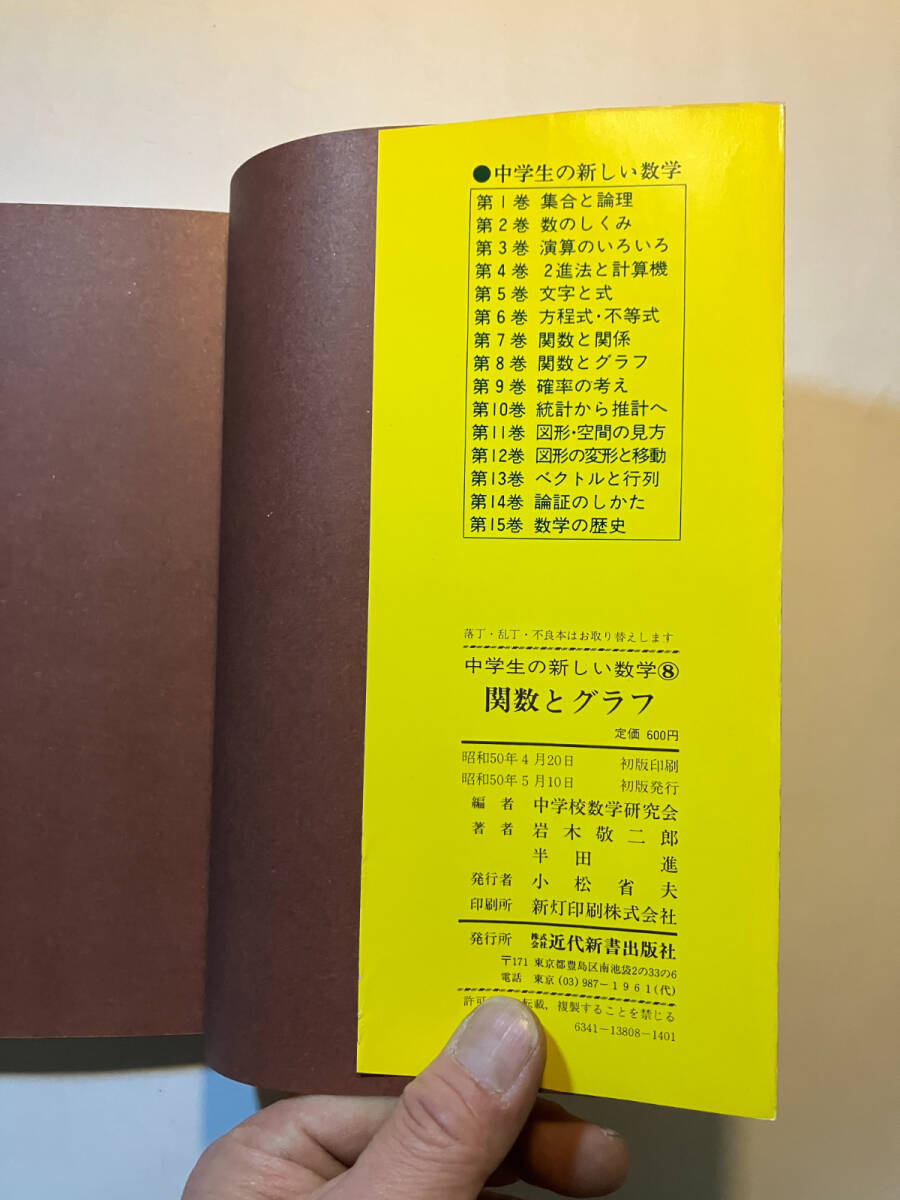 ●中学生の新しい数学
第1巻 集合と論理
第2巻 数のしくみ
第3巻 演算のいろいろ
第4巻 2進法と計算機
第5巻 文字と式
第6巻 方程式・不等式
第7巻 関数と関係
第8巻 関数とグラフ
第9巻 確率の考え
第10巻 統計から推計へ
第11巻 図形・空間の見方
第12巻 図形の変形と移動
第13巻 ベクトルと行列
第14巻 論証のしかた
第15巻 数学の歴史
落丁・乱丁・不良本はお取り替えします
中学生の新しい数学⑧
関数とグラフ
定価 600円
昭和50年4月20日 初版印刷
昭和50年5月10日 初版発行
編者 中学校数学研究会
著者 岩木敬二郎
半田進
発行者 小松省夫
印刷所 新灯印刷株式会社
発行所 株式会社近代新書出版社
〒171 東京都豊島区南池袋2の33の6
電話 東京(03)987-1961(代)
許可 転載,複製することを禁じる
6341-13808-1401